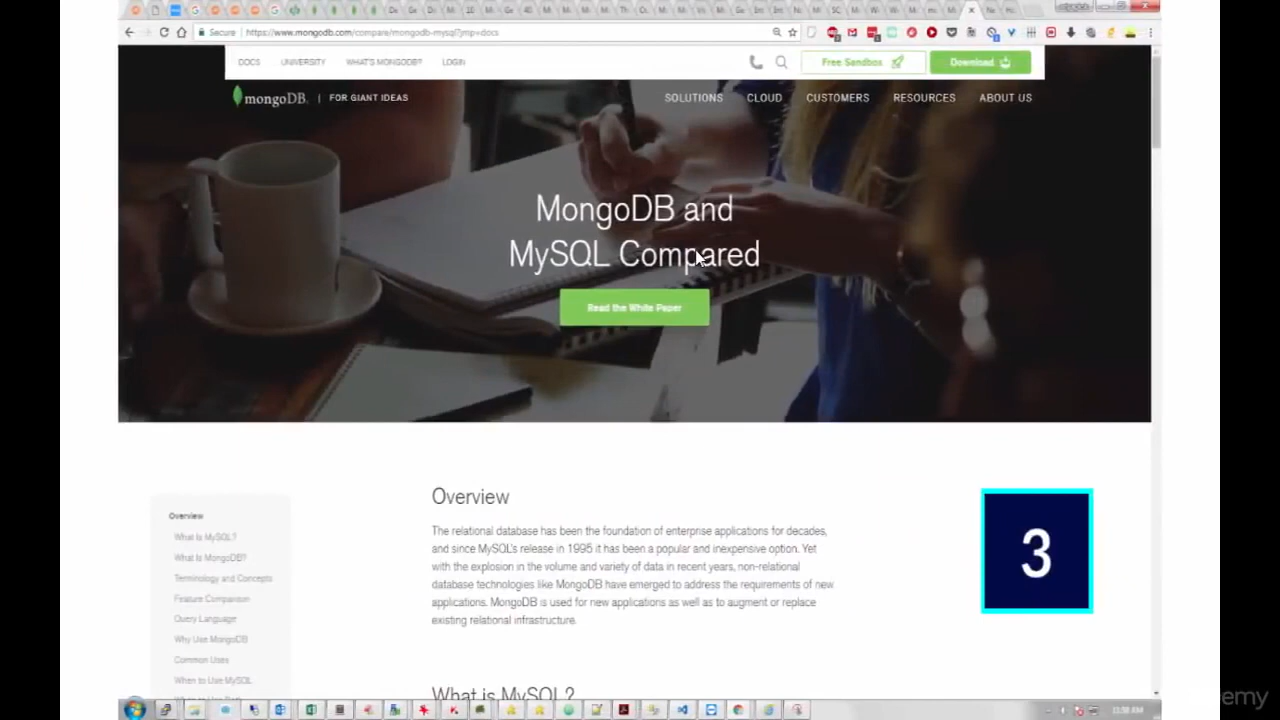 Secure
https://www.mongodb.com/compare/mongodb-mysql?jmp=docs
DOCS
UNIVERSITY
WHAT'S MONGODB?
LOGIN
Free Sandbox
Download
mongoDB. | FOR GIANT IDEAS
SOLUTIONS
CLOUD
CUSTOMERS
RESOURCES
ABOUT US
MongoDB and
MySQL Compared
Read the White Paper
Overview
What Is MySQL?
What Is MongoDB?
Terminology and Concepts
Feature Comparison
Query Language
Why Use MongoDB
Common Uses
When to Use MySQL
Overview
The relational database has been the foundation of enterprise applications for decades,
and since MySQL's release in 1995 it has been a popular and inexpensive option. Yet
with the explosion in the volume and variety of data in recent years, non-relational
database technologies like MongoDB have emerged to address the requirements of new
applications. MongoDB is used for new applications as well as to augment or replace
existing relational infrastructure.
3
What is MySQL?